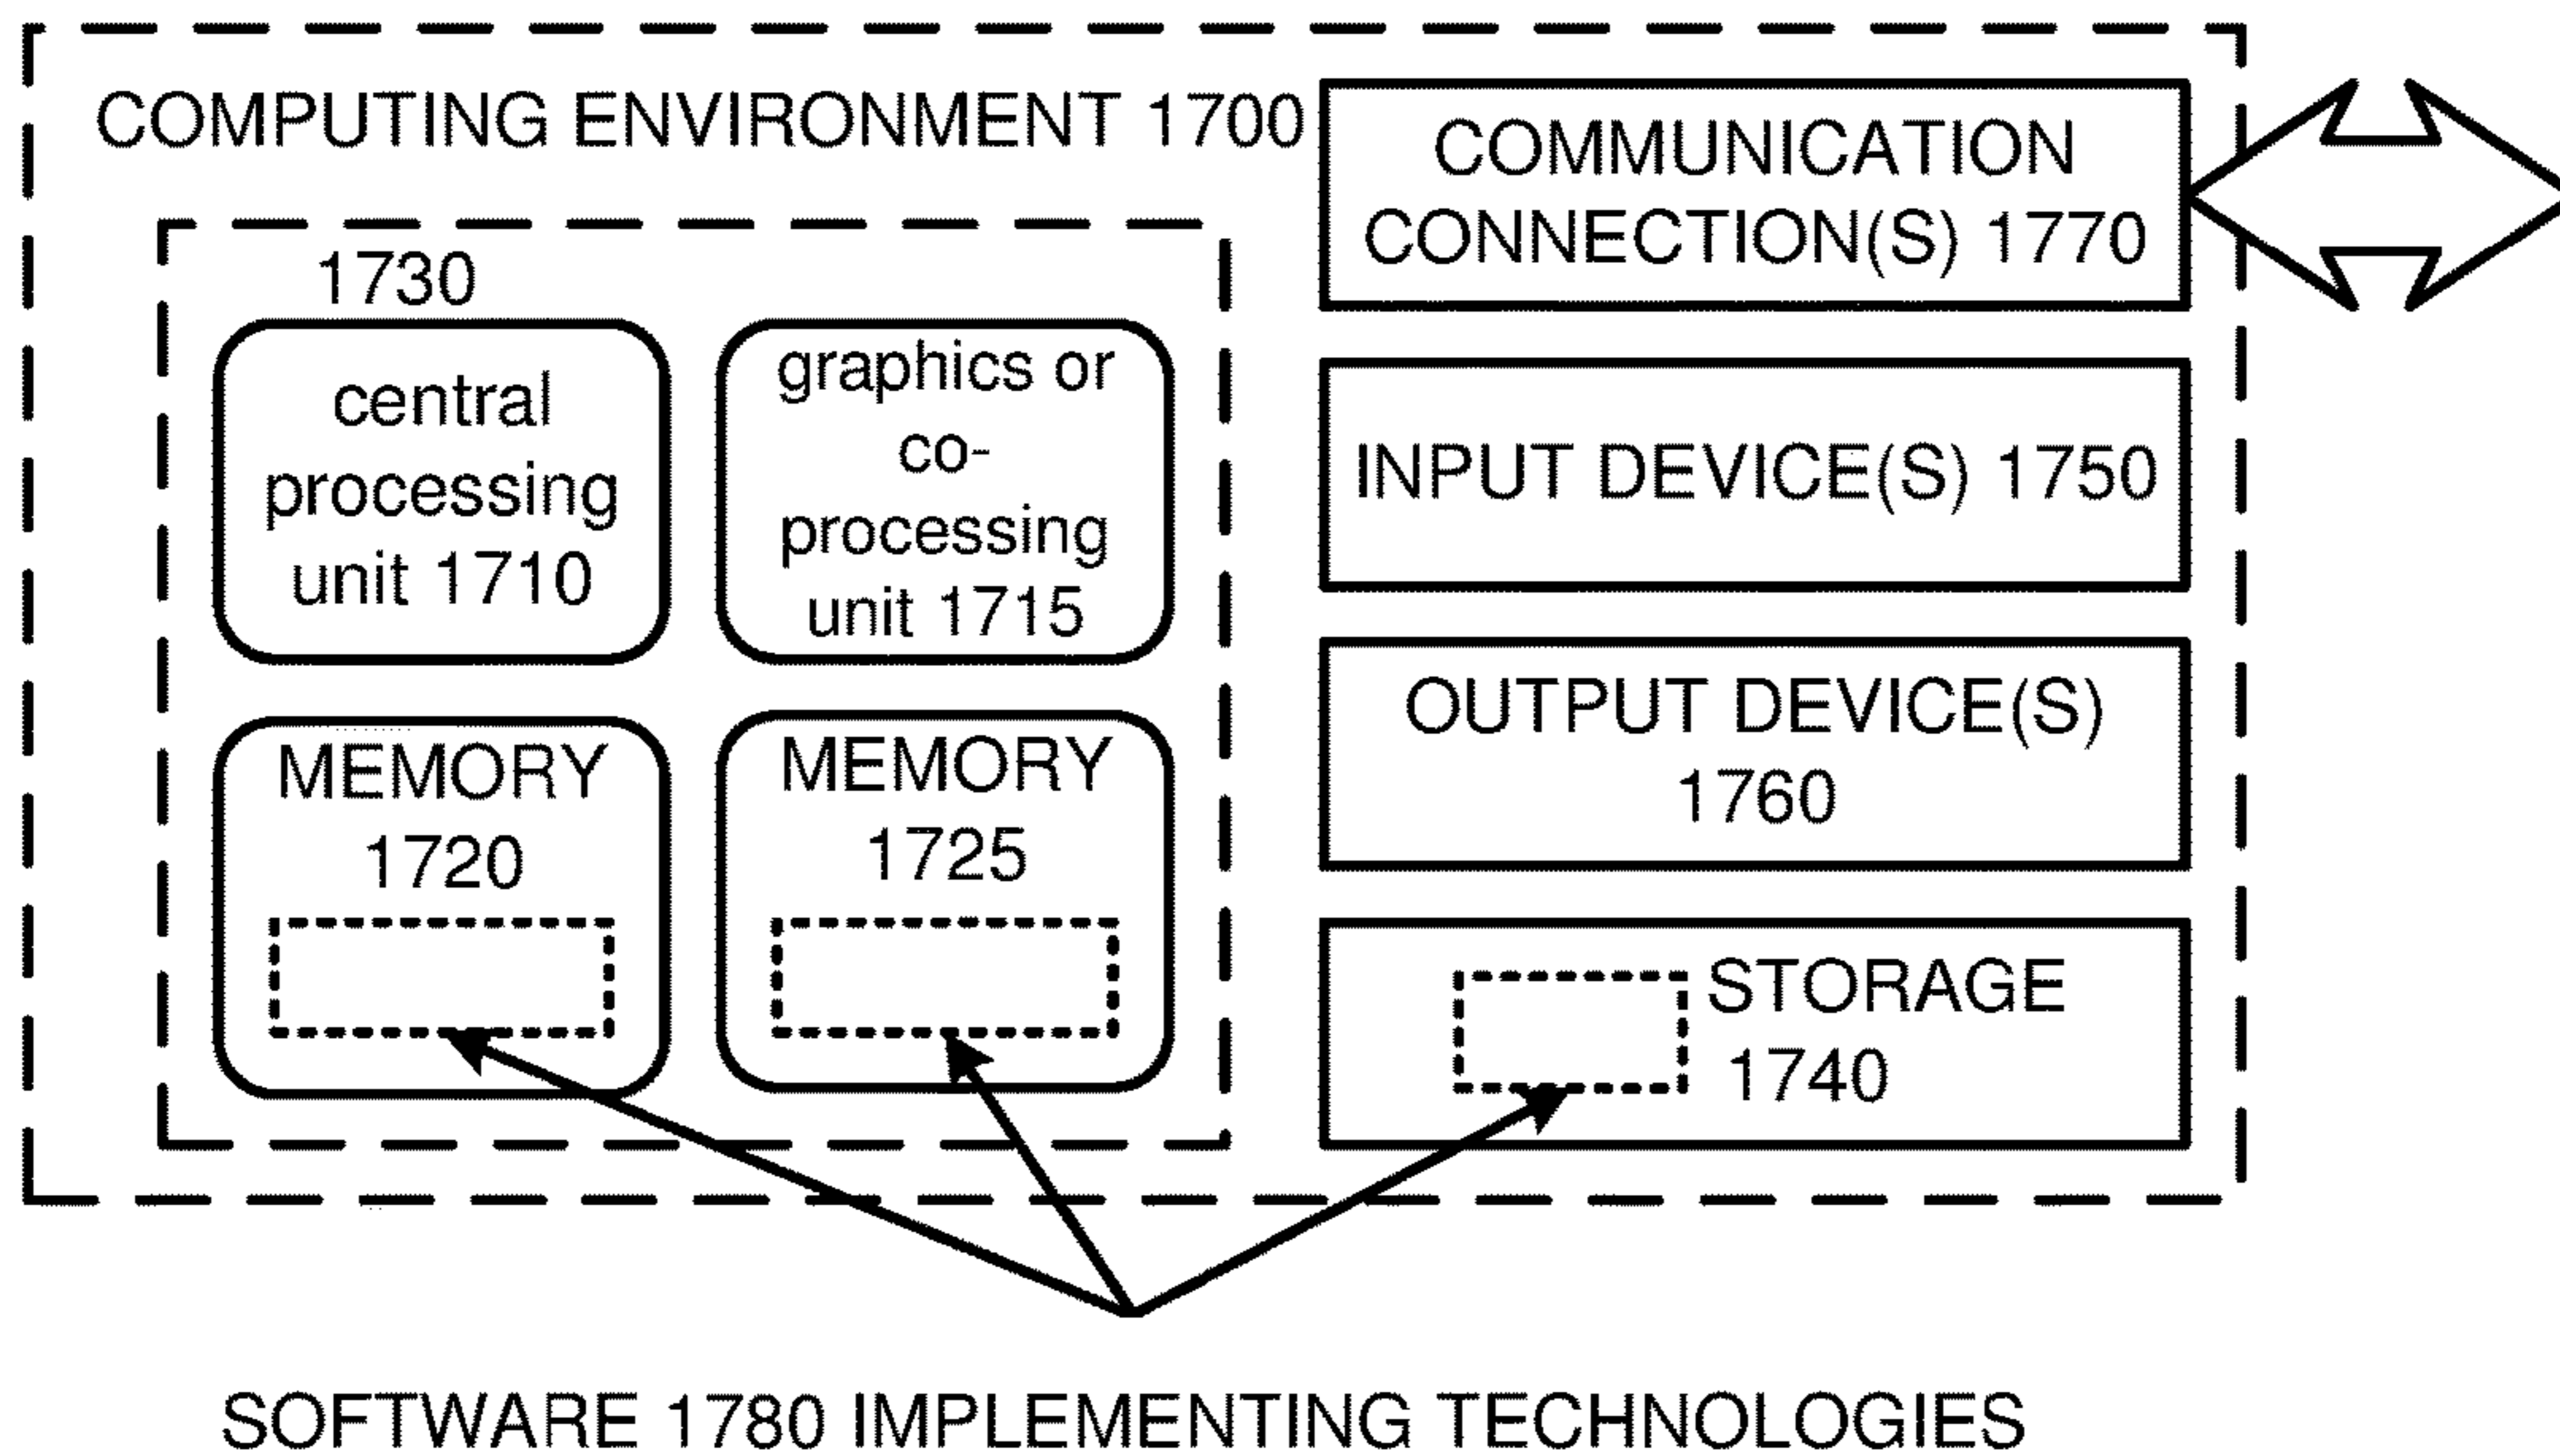 COMPUTING ENVIRONMENT 1700
1730
central
processing
unit 1710
graphics or
co-
processing
unit 1715
MEMORY
1720
MEMORY
1725
COMMUNICATION
CONNECTION(S) 1770
INPUT DEVICE(S) 1750
OUTPUT DEVICE(S)
1760
STORAGE
1740
SOFTWARE 1780 IMPLEMENTING TECHNOLOGIES